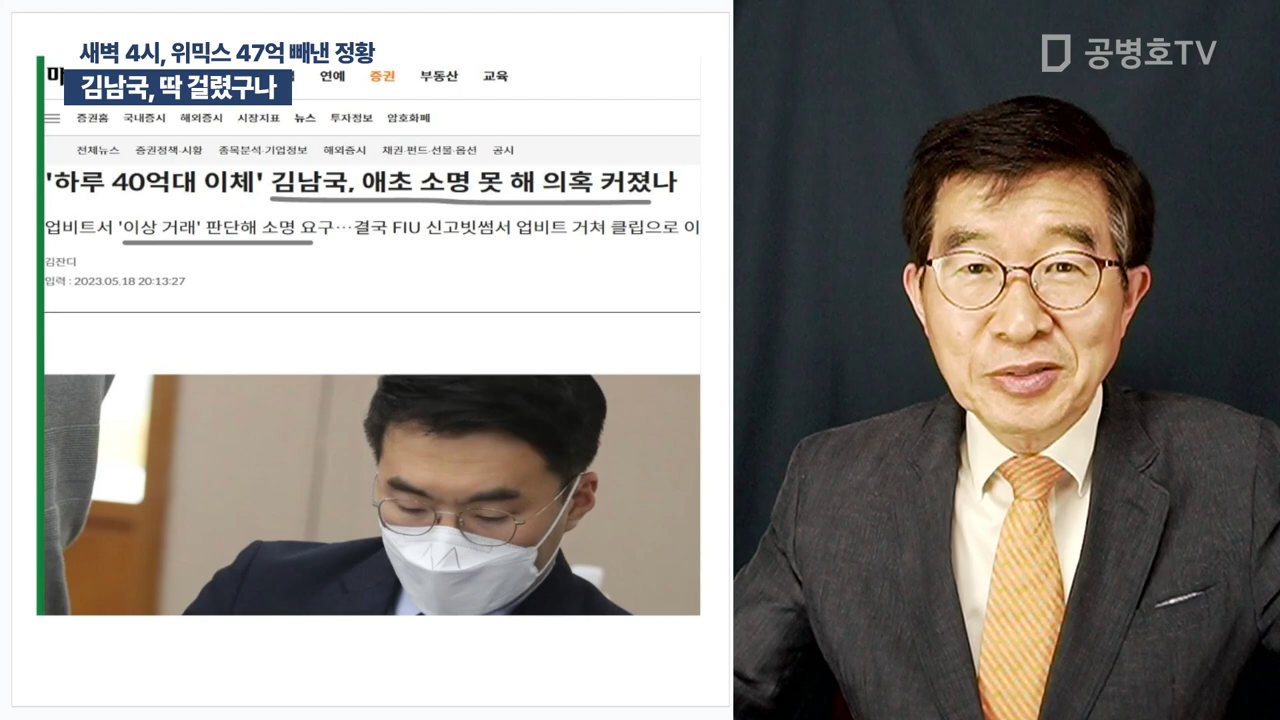 새벽 4시, 위믹스 47억 빼낸 정황
김남국, 딱 걸렸구나
공병호TV
연예 증권 부동산 교육
증권홈 국내증시 해외증시 시장지표 뉴스 투자정보 암호화폐
전체뉴스 증권정책·시황 종목분석·기업정보 해외증시 채권·펀드·선물·옵션 공시
'하루 40억대 이체' 김남국, 애초 소명 못 해 의혹 커졌나
업비트서 '이상 거래' 판단해 소명 요구…결국 FIU 신고빗썸서 업비트 거쳐 클립으로 이
김잔디
입력 : 2023.05.18 20:13:27